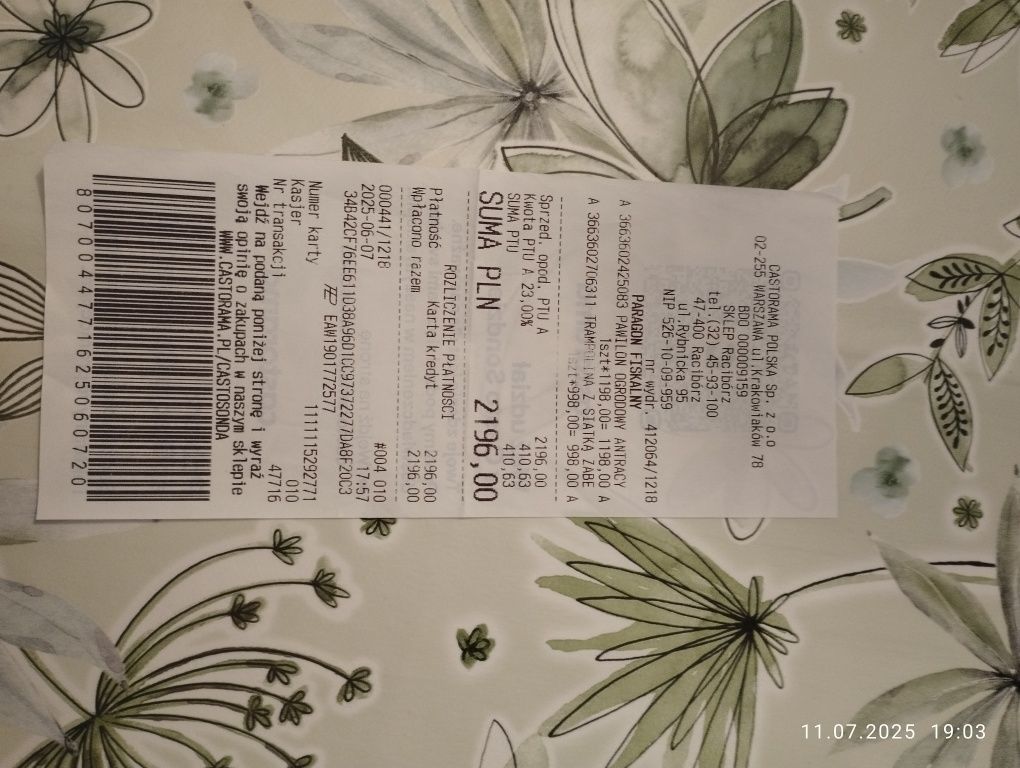 CASTORAMA POLSKA Sp. z o.o
02-255 WARSZAWA ul.Krakowiaków 78
BDO 000009159
SKLEP Racibórz
tel.(32) 45-93-100
47-400 Racibórz
ul.Rybnicka 95
NIP 526-10-09-959
nr wydr. 412064/1218
PARAGON FISKALNY
A 3663602425083 PAWILON OGRODOWY ANTRACY
1szt*1198,00= 1198,00 A
A 3663602706311 TRAMPOLINA Z SIATKĄ ZABE
1szt*998,00= 998,00 A
Sprzed. opod. PTU A 2196,00
Kwota PTU A 23,00% 410,63
SUMA PTU 410,63
SUMA PLN 2196,00
ROZLICZENIE PŁATNOŚCI
Płatność Karta kredyt. 2196,00
Wpłacono razem 2196,00
000441/1218 #004 010
2025-06-07 17:57
34B42CF76EE611D38A96D1CC97372277DA8F20C3
EAW1501772577
Numer karty 1111115292771
Kasjer 010
Nr transakcji 47716
Wejdź na podaną poniżej stronę i wyraź
swoją opinię o zakupach w naszym sklepie
WWW.CASTORAMA.PL/CASTOSONDA
8070044771625060720
11.07.2025 19:03